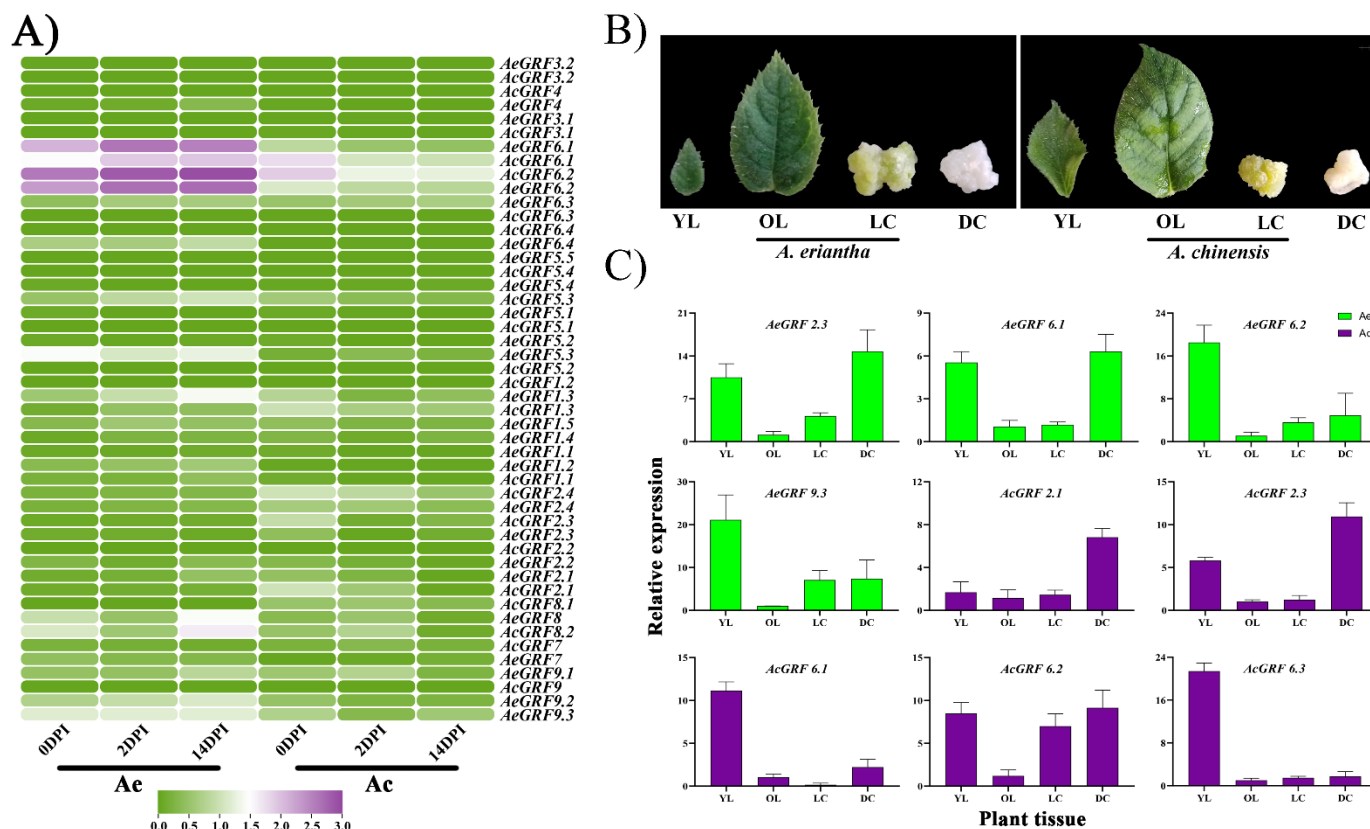 A)
AeGRF3.2
AcGRF3.2
AcGRF4
AeGRF4
AeGRF3.1
AcGRF3.1
AeGRF6.1
AcGRF6.1
AcGRF6.2
AeGRF6.2
AeGRF6.3
AcGRF6.3
AcGRF6.4
AeGRF6.4
AeGRF5.5
AcGRF5.4
AeGRF5.4
AcGRF5.3
AeGRF5.1
AcGRF5.1
AeGRF5.2
AeGRF5.3
AcGRF5.2
AcGRF1.2
AeGRF1.3
AcGRF1.3
AeGRF1.5
AeGRF1.4
AeGRF1.1
AeGRF1.2
AcGRF1.1
AcGRF2.4
AeGRF2.4
AcGRF2.3
AeGRF2.3
AcGRF2.2
AeGRF2.2
AeGRF2.1
AcGRF2.1
AcGRF8.1
AeGRF8
AcGRF8.2
AcGRF7
AeGRF7
AeGRF9.1
AcGRF9
AeGRF9.2
AeGRF9.3
0DPI 2DPI 14DPI 0DPI 2DPI 14DPI
Ae Ac
0.0 0.5 1.0 1.5 2.0 2.5 3.0
B)
YL OL LC DC YL OL LC DC
A. eriantha A. chinensis
C)
Relative expression
Ae
Ac
AeGRF 2.3
21
14
7
0
YL OL LC DC
AeGRF 6.1
9
6
3
0
YL OL LC DC
AeGRF 6.2
24
16
8
0
YL OL LC DC
AeGRF 9.3
30
20
10
0
YL OL LC DC
AcGRF 2.1
12
8
4
0
YL OL LC DC
AcGRF 2.3
15
10
5
0
YL OL LC DC
AcGRF 6.1
15
10
5
0
YL OL LC DC
AcGRF 6.2
15
10
5
0
YL OL LC DC
AcGRF 6.3
24
16
8
0
YL OL LC DC
Plant tissue